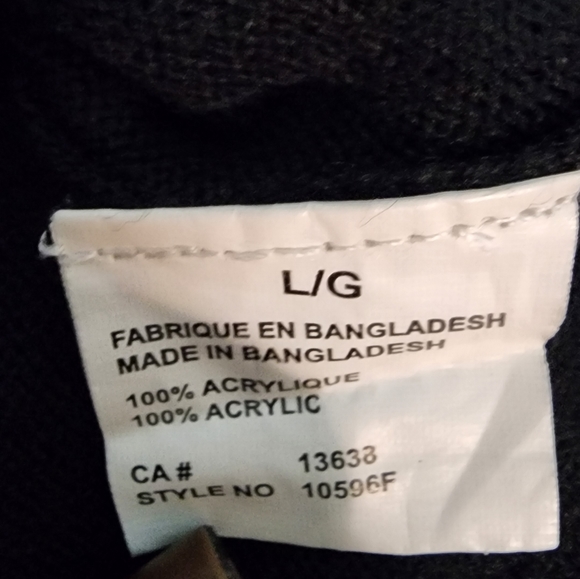 L/G
FABRIQUE EN BANGLADESH
MADE IN BANGLADESH
100% ACRYLIQUE
100% ACRYLIC
CA # 13638
STYLE NO 10596F